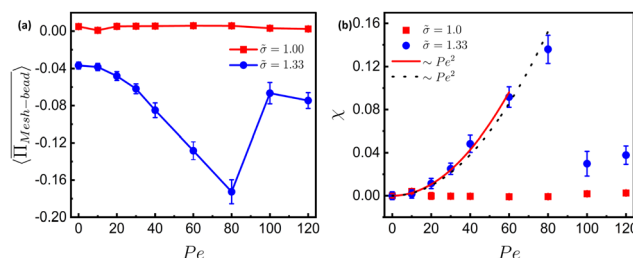 (a)
0.00
-0.04
-0.08
-0.12
-0.16
-0.20
0 20 40 60 80 100 120
Pe
⟨Π̅_{Mesh-bead}⟩
σ̃ = 1.00
σ̃ = 1.33
(b)
0.16
0.12
0.08
0.04
0.00
0 20 40 60 80 100 120
Pe
χ
σ̃ = 1.0
σ̃ = 1.33
~ Pe²
~ Pe²